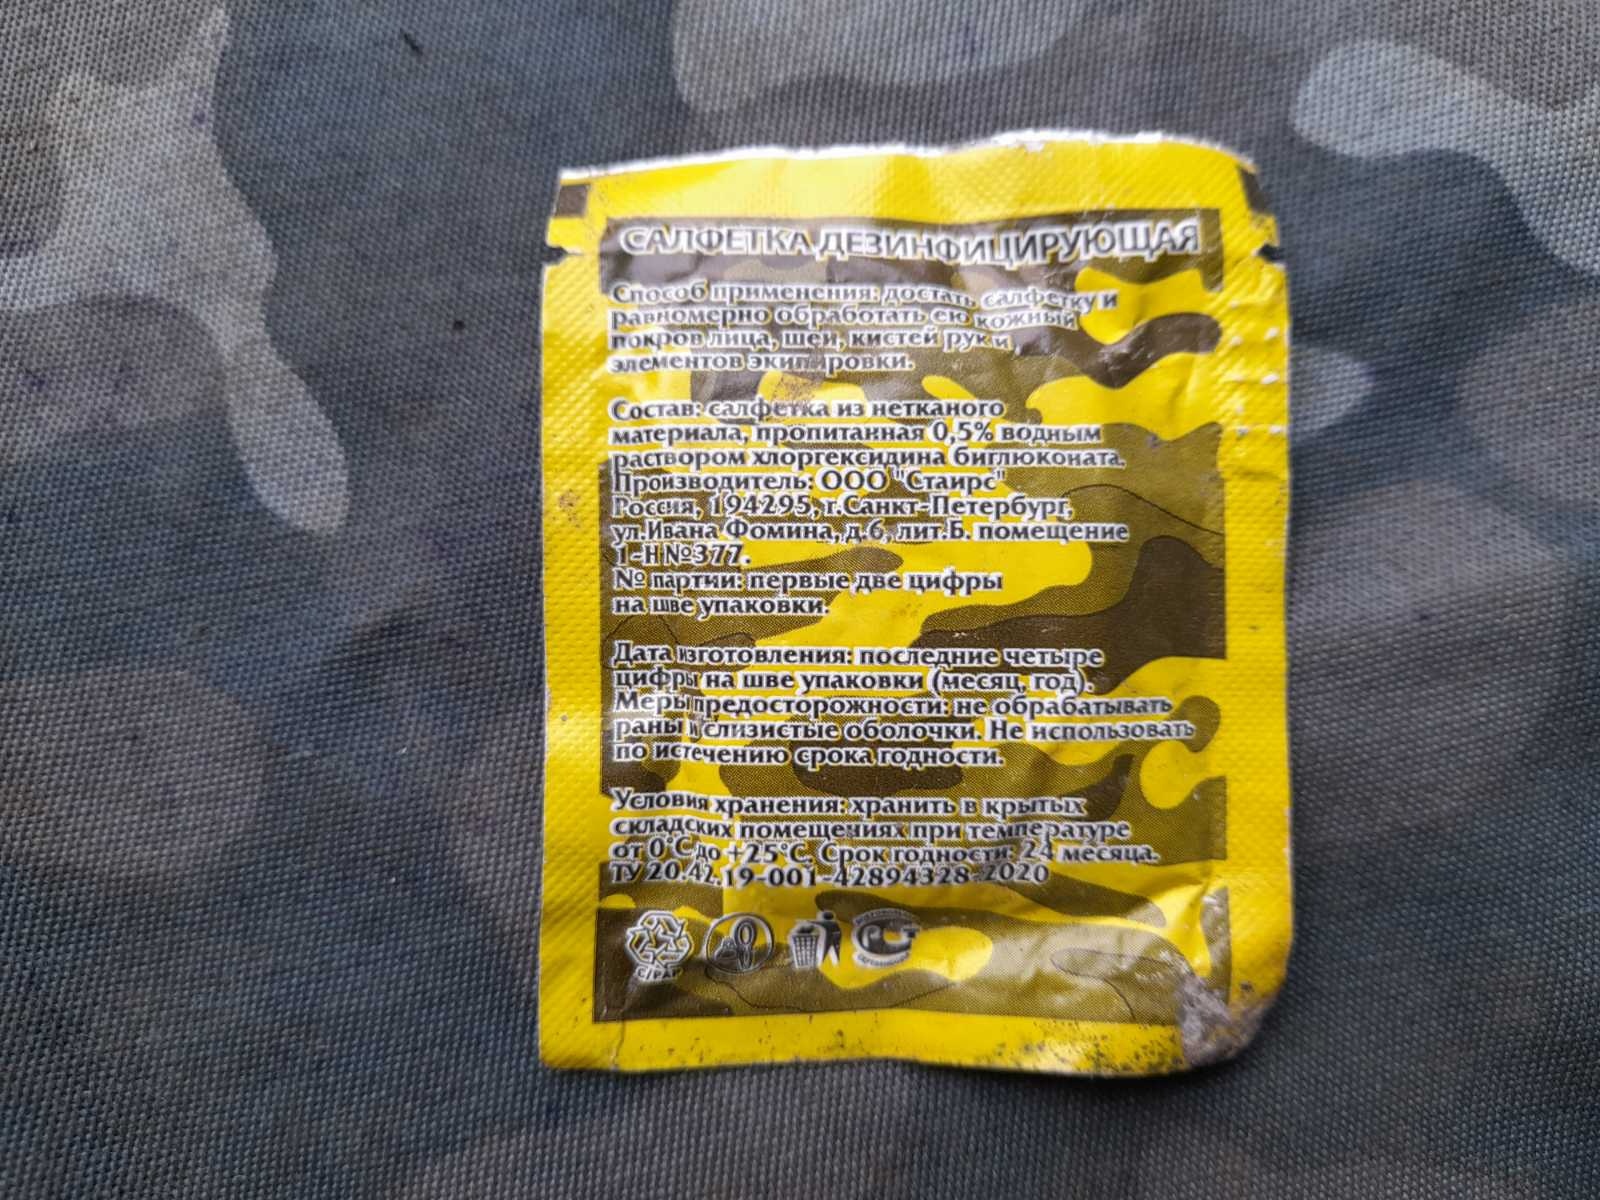 САЛФЕТКА ДЕЗИНФИЦИРУЮЩАЯ
Способ применения: достать салфетку и
равномерно обработать ею кожный
покров лица, шеи, кистей рук и
элементов экипировки.
Состав: салфетка из нетканого
материала, пропитанная 0,5% водным
раствором хлоргексидина биглюконата.
Производитель: ООО "Стаирс"
Россия, 194295, г.Санкт-Петербург,
ул.Ивана Фомина, д.6, лит.Б. помещение
1-Н №377.
№ партии: первые две цифры
на шве упаковки.
Дата изготовления: последние четыре
цифры на шве упаковки (месяц, год).
Меры предосторожности: не обрабатывать
раны и слизистые оболочки. Не использовать
по истечению срока годности.
Условия хранения: хранить в крытых
складских помещениях при температуре
от 0°С до +25°С. Срок годности: 24 месяца.
ТУ 20.42.19-001-42894328-2020
C/PAP